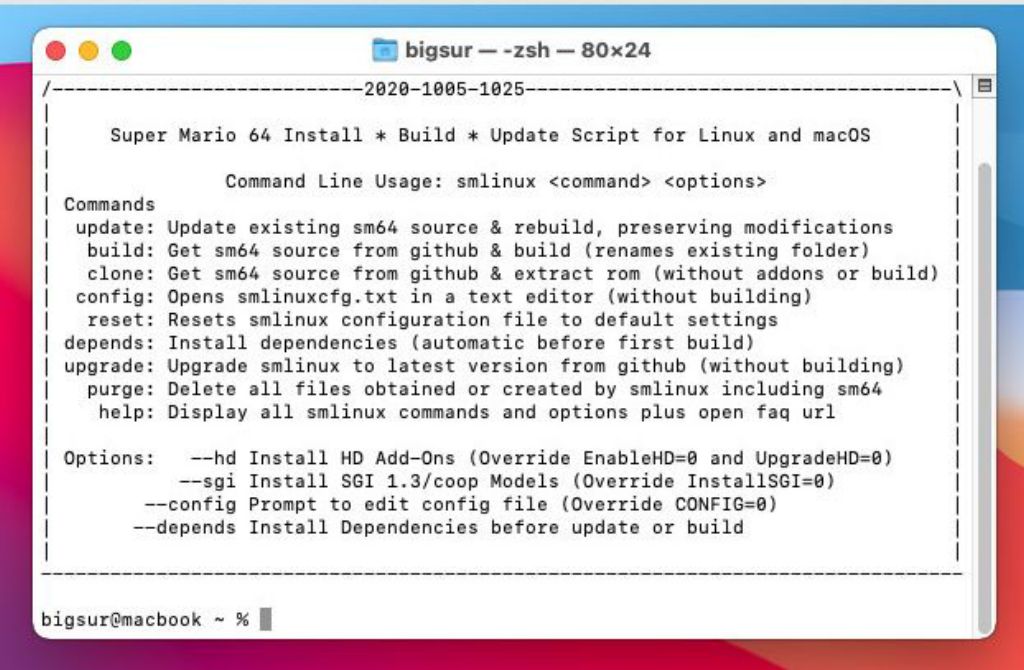 bigsur — -zsh — 80×24
/---------------------------2020-1005-1025-------------------------------------\
Super Mario 64 Install * Build * Update Script for Linux and macOS
Command Line Usage: smlinux <command> <options>
Commands
update: Update existing sm64 source & rebuild, preserving modifications
build: Get sm64 source from github & build (renames existing folder)
clone: Get sm64 source from github & extract rom (without addons or build)
config: Opens smlinuxcfg.txt in a text editor (without building)
reset: Resets smlinux configuration file to default settings
depends: Install dependencies (automatic before first build)
upgrade: Upgrade smlinux to latest version from github (without building)
purge: Delete all files obtained or created by smlinux including sm64
help: Display all smlinux commands and options plus open faq url
Options: --hd Install HD Add-Ons (Override EnableHD=0 and UpgradeHD=0)
--sgi Install SGI 1.3/coop Models (Override InstallSGI=0)
--config Prompt to edit config file (Override CONFIG=0)
--depends Install Dependencies before update or build
bigsur@macbook ~ %